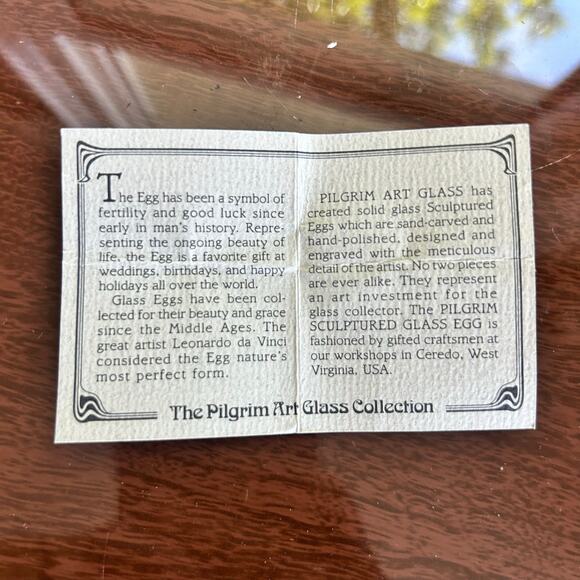 The Egg has been a symbol of
fertility and good luck since
early in man's history. Repre-
senting the ongoing beauty of
life, the Egg is a favorite gift at
weddings, birthdays, and happy
holidays all over the world.
Glass Eggs have been col-
lected for their beauty and grace
since the Middle Ages. The
great artist Leonardo da Vinci
considered the Egg nature's
most perfect form.
PILGRIM ART GLASS has
created solid glass Sculptured
Eggs which are sand-carved and
hand-polished, designed and
engraved with the meticulous
detail of the artist. No two pieces
are ever alike. They represent
an art investment for the
glass collector. The PILGRIM
SCULPTURED GLASS EGG is
fashioned by gifted craftsmen at
our workshops in Ceredo, West
Virginia, USA.
The Pilgrim Art Glass Collection